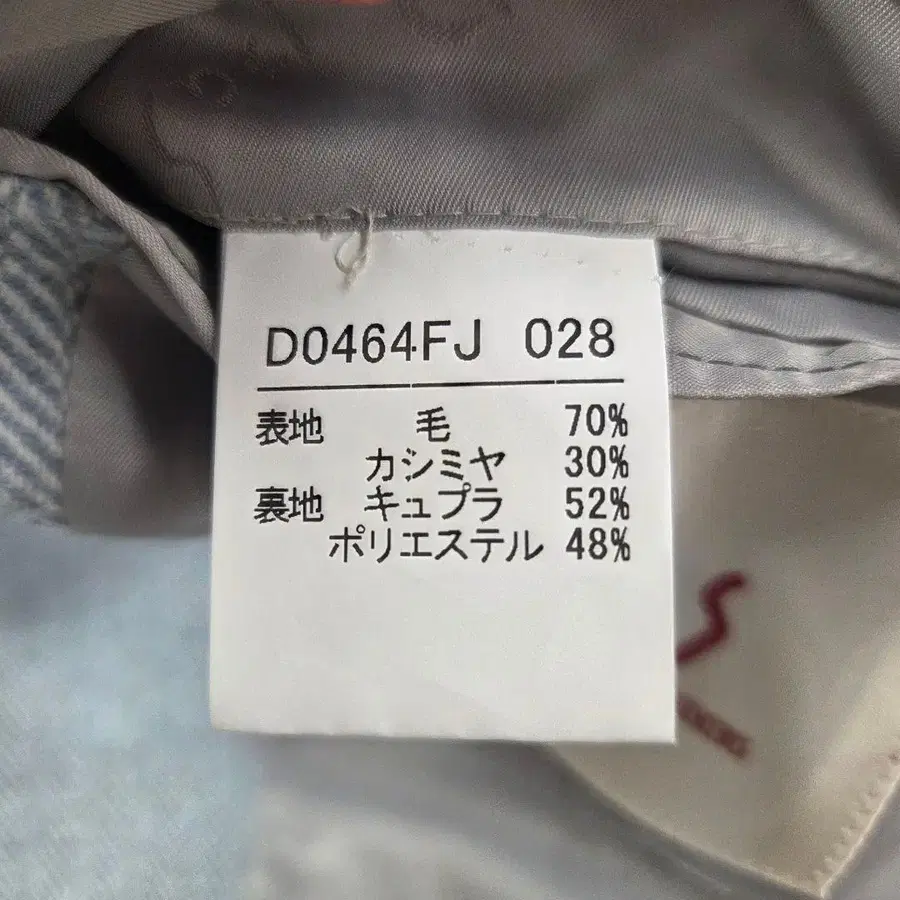 D0464FJ 028
表地 毛 70%
カシミヤ 30%
裏地 キュプラ 52%
ポリエステル 48%
S